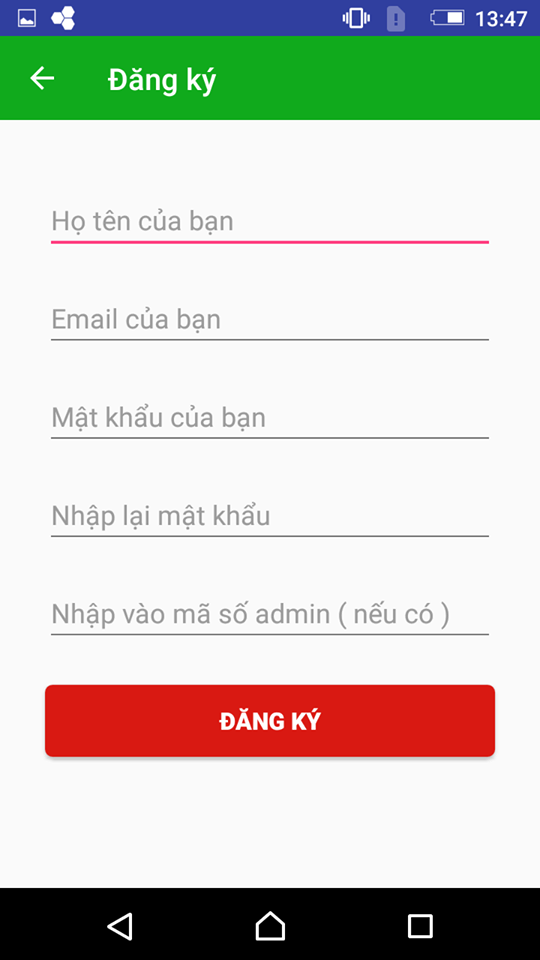 13:47
Đăng ký
Họ tên của bạn
Email của bạn
Mật khẩu của bạn
Nhập lại mật khẩu
Nhập vào mã số admin ( nếu có )
ĐĂNG KÝ